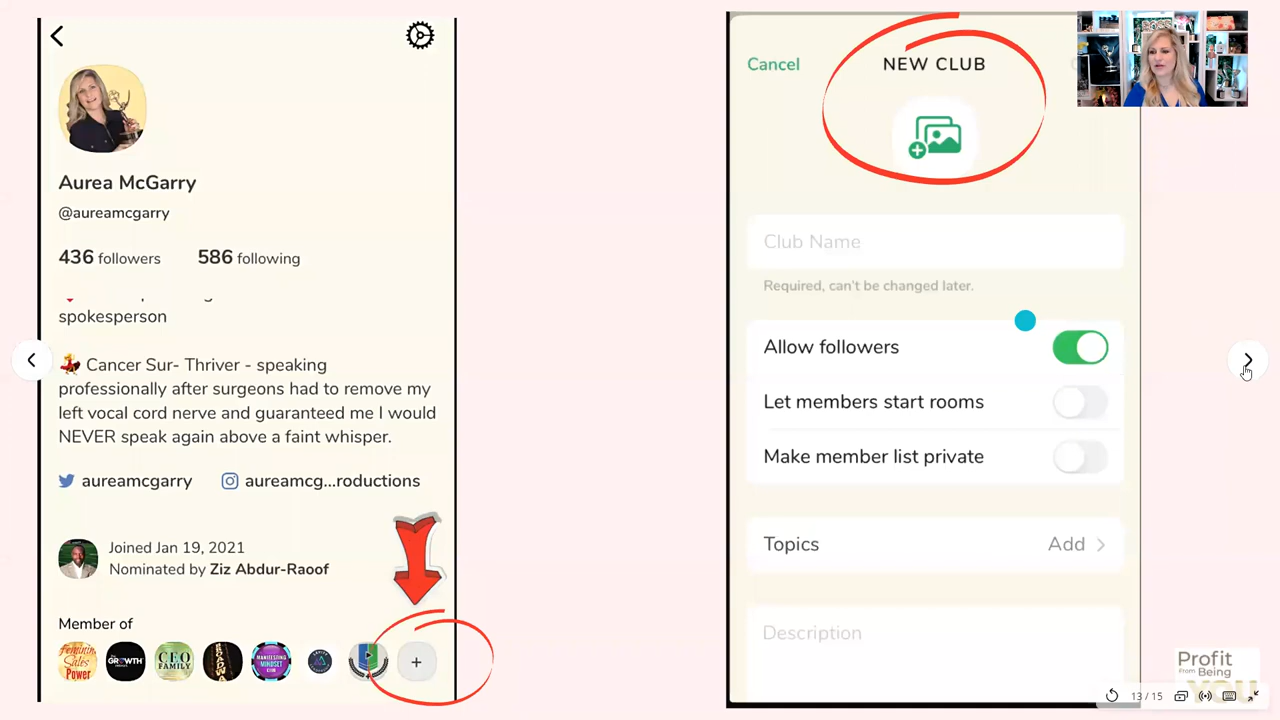 Aurea McGarry
@aureamcgarry
436 followers 586 following
spokesperson
Cancer Sur- Thriver - speaking
professionally after surgeons had to remove my
left vocal cord nerve and guaranteed me I would
NEVER speak again above a faint whisper.
aureamcgarry aureamcg...roductions
Joined Jan 19, 2021
Nominated by Ziz Abdur-Raoof
Member of
Feminine
Sales
Power
GROWTH
CEO
FAMILY
BROADWAY
MANIFESTING
MINDSET
Cancel NEW CLUB
Club Name
Required, can't be changed later.
Allow followers
Let members start rooms
Make member list private
Topics Add
Description
Profit
From Being
YOU
13 / 15